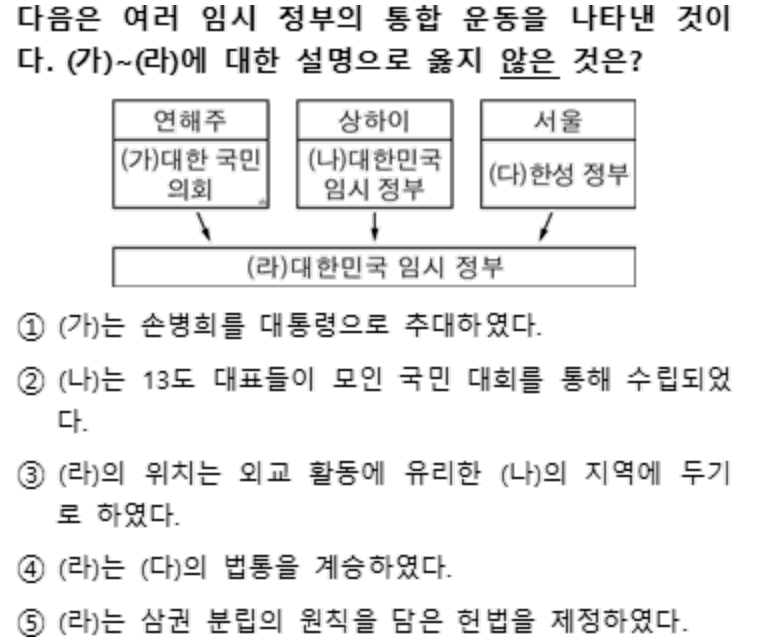 다음은 여러 임시 정부의 통합 운동을 나타낸 것이
다. (가)~(라)에 대한 설명으로 옳지 않은 것은?
연해주
(가)대한 국민
의회
상하이
(나)대한민국
임시 정부
서울
(다)한성 정부
(라)대한민국 임시 정부
① (가)는 손병희를 대통령으로 추대하였다.
② (나)는 13도 대표들이 모인 국민 대회를 통해 수립되었
다.
③ (라)의 위치는 외교 활동에 유리한 (나)의 지역에 두기
로 하였다.
④ (라)는 (다)의 법통을 계승하였다.
⑤ (라)는 삼권 분립의 원칙을 담은 헌법을 제정하였다.